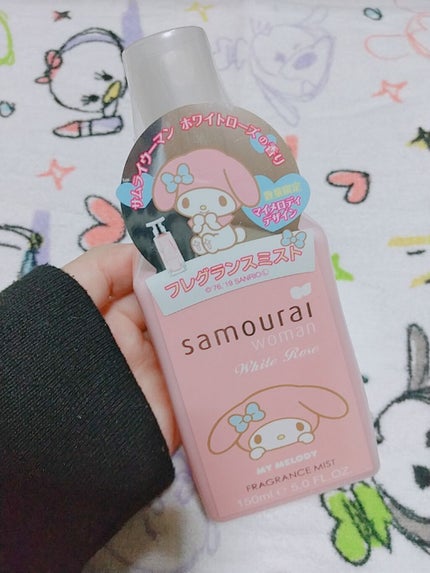 サムライウーマン ホワイトローズの香り
数量限定
マイメロディ
デザイン
フレグランスミスト
©'76,'19 SANRIO
samourai
woman
White Rose
MY MELODY
FRAGRANCE MIST
150ml e 5.0 FL.OZ.